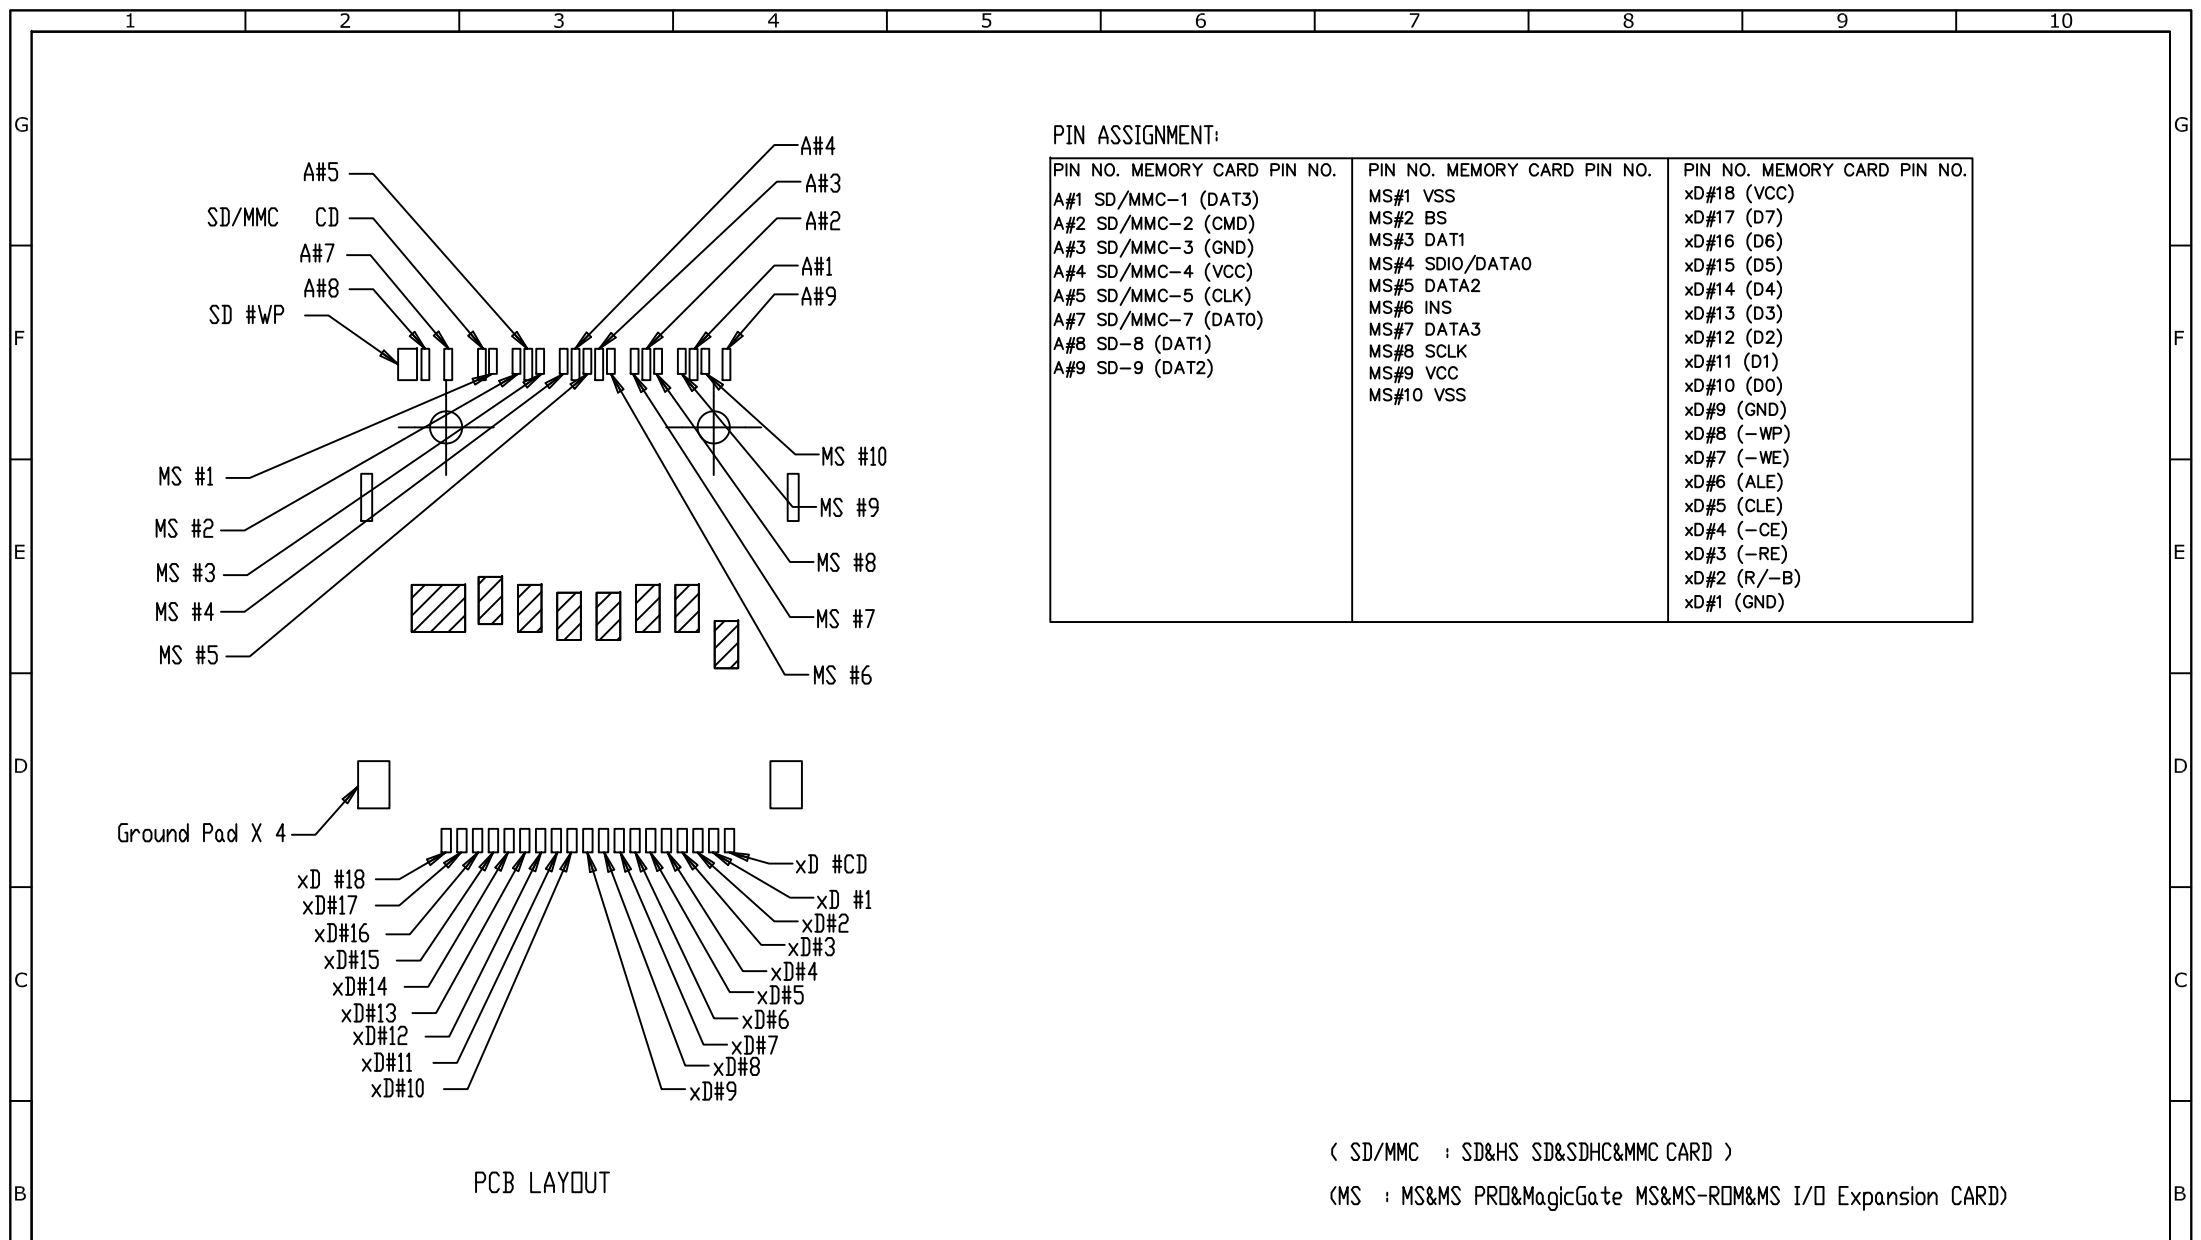 1 2 3 4 5 6 7 8 9 10
G G
F F
E E
D D
C C
B B
A#5
SD/MMC CD
A#7
A#8
SD #WP
A#4
A#3
A#2
A#1
A#9
MS #1
MS #2
MS #3
MS #4
MS #5
MS #10
MS #9
MS #8
MS #7
MS #6
Ground Pad X 4
xD #18
xD#17
xD#16
xD#15
xD#14
xD#13
xD#12
xD#11
xD#10
xD #CD
xD #1
xD#2
xD#3
xD#4
xD#5
xD#6
xD#7
xD#8
xD#9
PCB LAYOUT
PIN ASSIGNMENT:
PIN NO. MEMORY CARD PIN NO.
A#1 SD/MMC-1 (DAT3)
A#2 SD/MMC-2 (CMD)
A#3 SD/MMC-3 (GND)
A#4 SD/MMC-4 (VCC)
A#5 SD/MMC-5 (CLK)
A#7 SD/MMC-7 (DAT0)
A#8 SD-8 (DAT1)
A#9 SD-9 (DAT2)
PIN NO. MEMORY CARD PIN NO.
MS#1 VSS
MS#2 BS
MS#3 DAT1
MS#4 SDIO/DATA0
MS#5 DATA2
MS#6 INS
MS#7 DATA3
MS#8 SCLK
MS#9 VCC
MS#10 VSS
PIN NO. MEMORY CARD PIN NO.
xD#18 (VCC)
xD#17 (D7)
xD#16 (D6)
xD#15 (D5)
xD#14 (D4)
xD#13 (D3)
xD#12 (D2)
xD#11 (D1)
xD#10 (D0)
xD#9 (GND)
xD#8 (-WP)
xD#7 (-WE)
xD#6 (ALE)
xD#5 (CLE)
xD#4 (-CE)
xD#3 (-RE)
xD#2 (R/-B)
xD#1 (GND)
( SD/MMC : SD&HS SD&SDHC&MMC CARD )
(MS : MS&MS PRO&MagicGate MS&MS-ROM&MS I/O Expansion CARD)